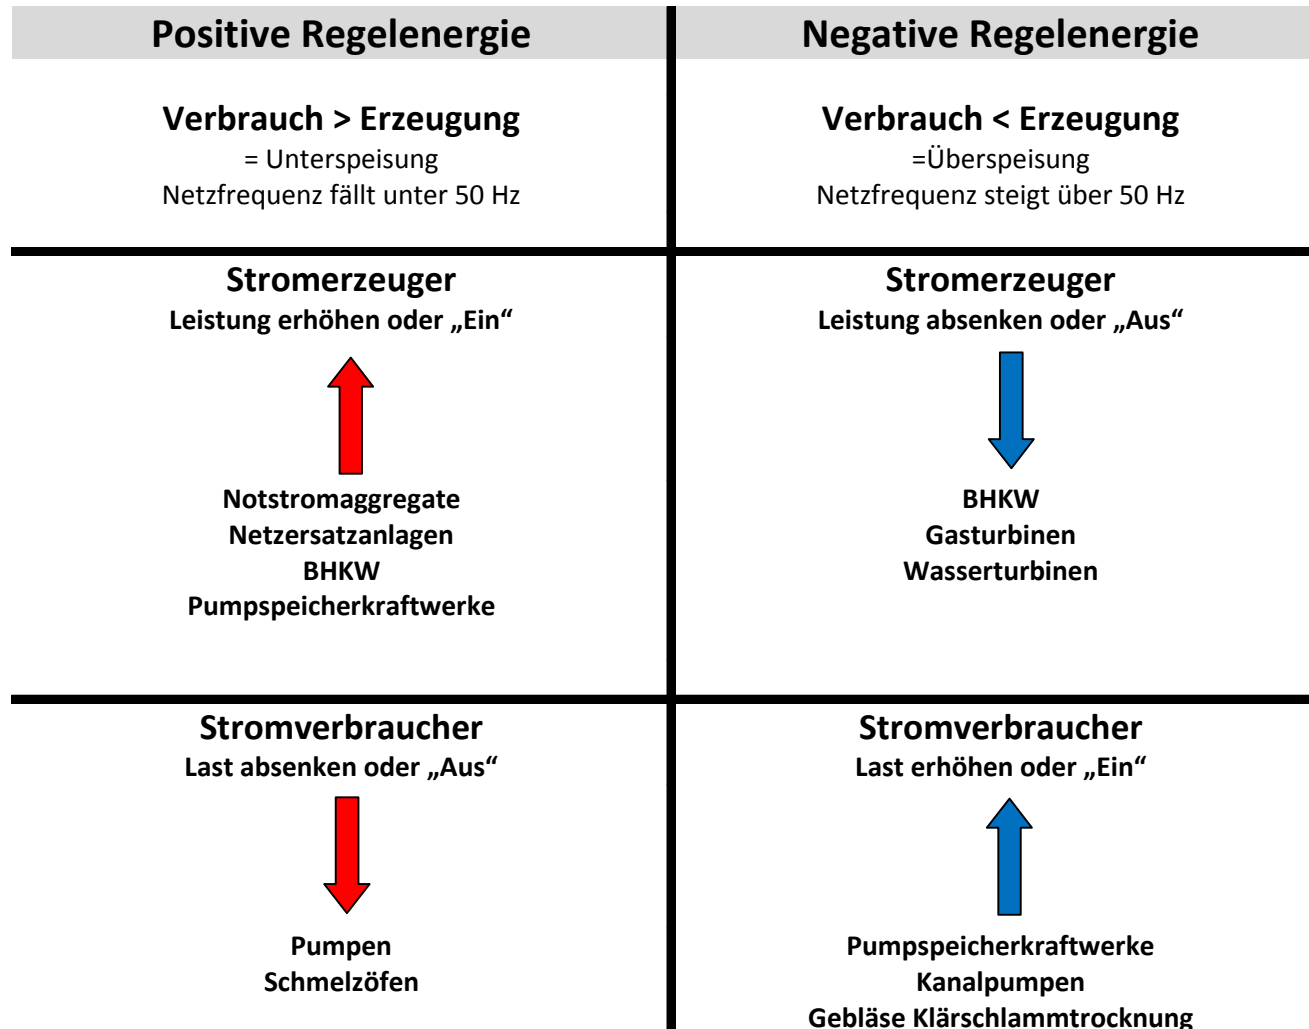 Positive Regelenergie
Negative Regelenergie
Verbrauch > Erzeugung
= Unterspeisung
Netzfrequenz fällt unter 50 Hz
Verbrauch < Erzeugung
=Überspeisung
Netzfrequenz steigt über 50 Hz
Stromerzeuger
Leistung erhöhen oder „Ein“
Notstromaggregate
Netzersatzanlagen
BHKW
Pumpspeicherkraftwerke
Stromerzeuger
Leistung absenken oder „Aus“
BHKW
Gasturbinen
Wasserturbinen
Stromverbraucher
Last absenken oder „Aus“
Pumpen
Schmelzöfen
Stromverbraucher
Last erhöhen oder „Ein“
Pumpspeicherkraftwerke
Kanalpumpen
Gebläse Klärschlammtrocknung